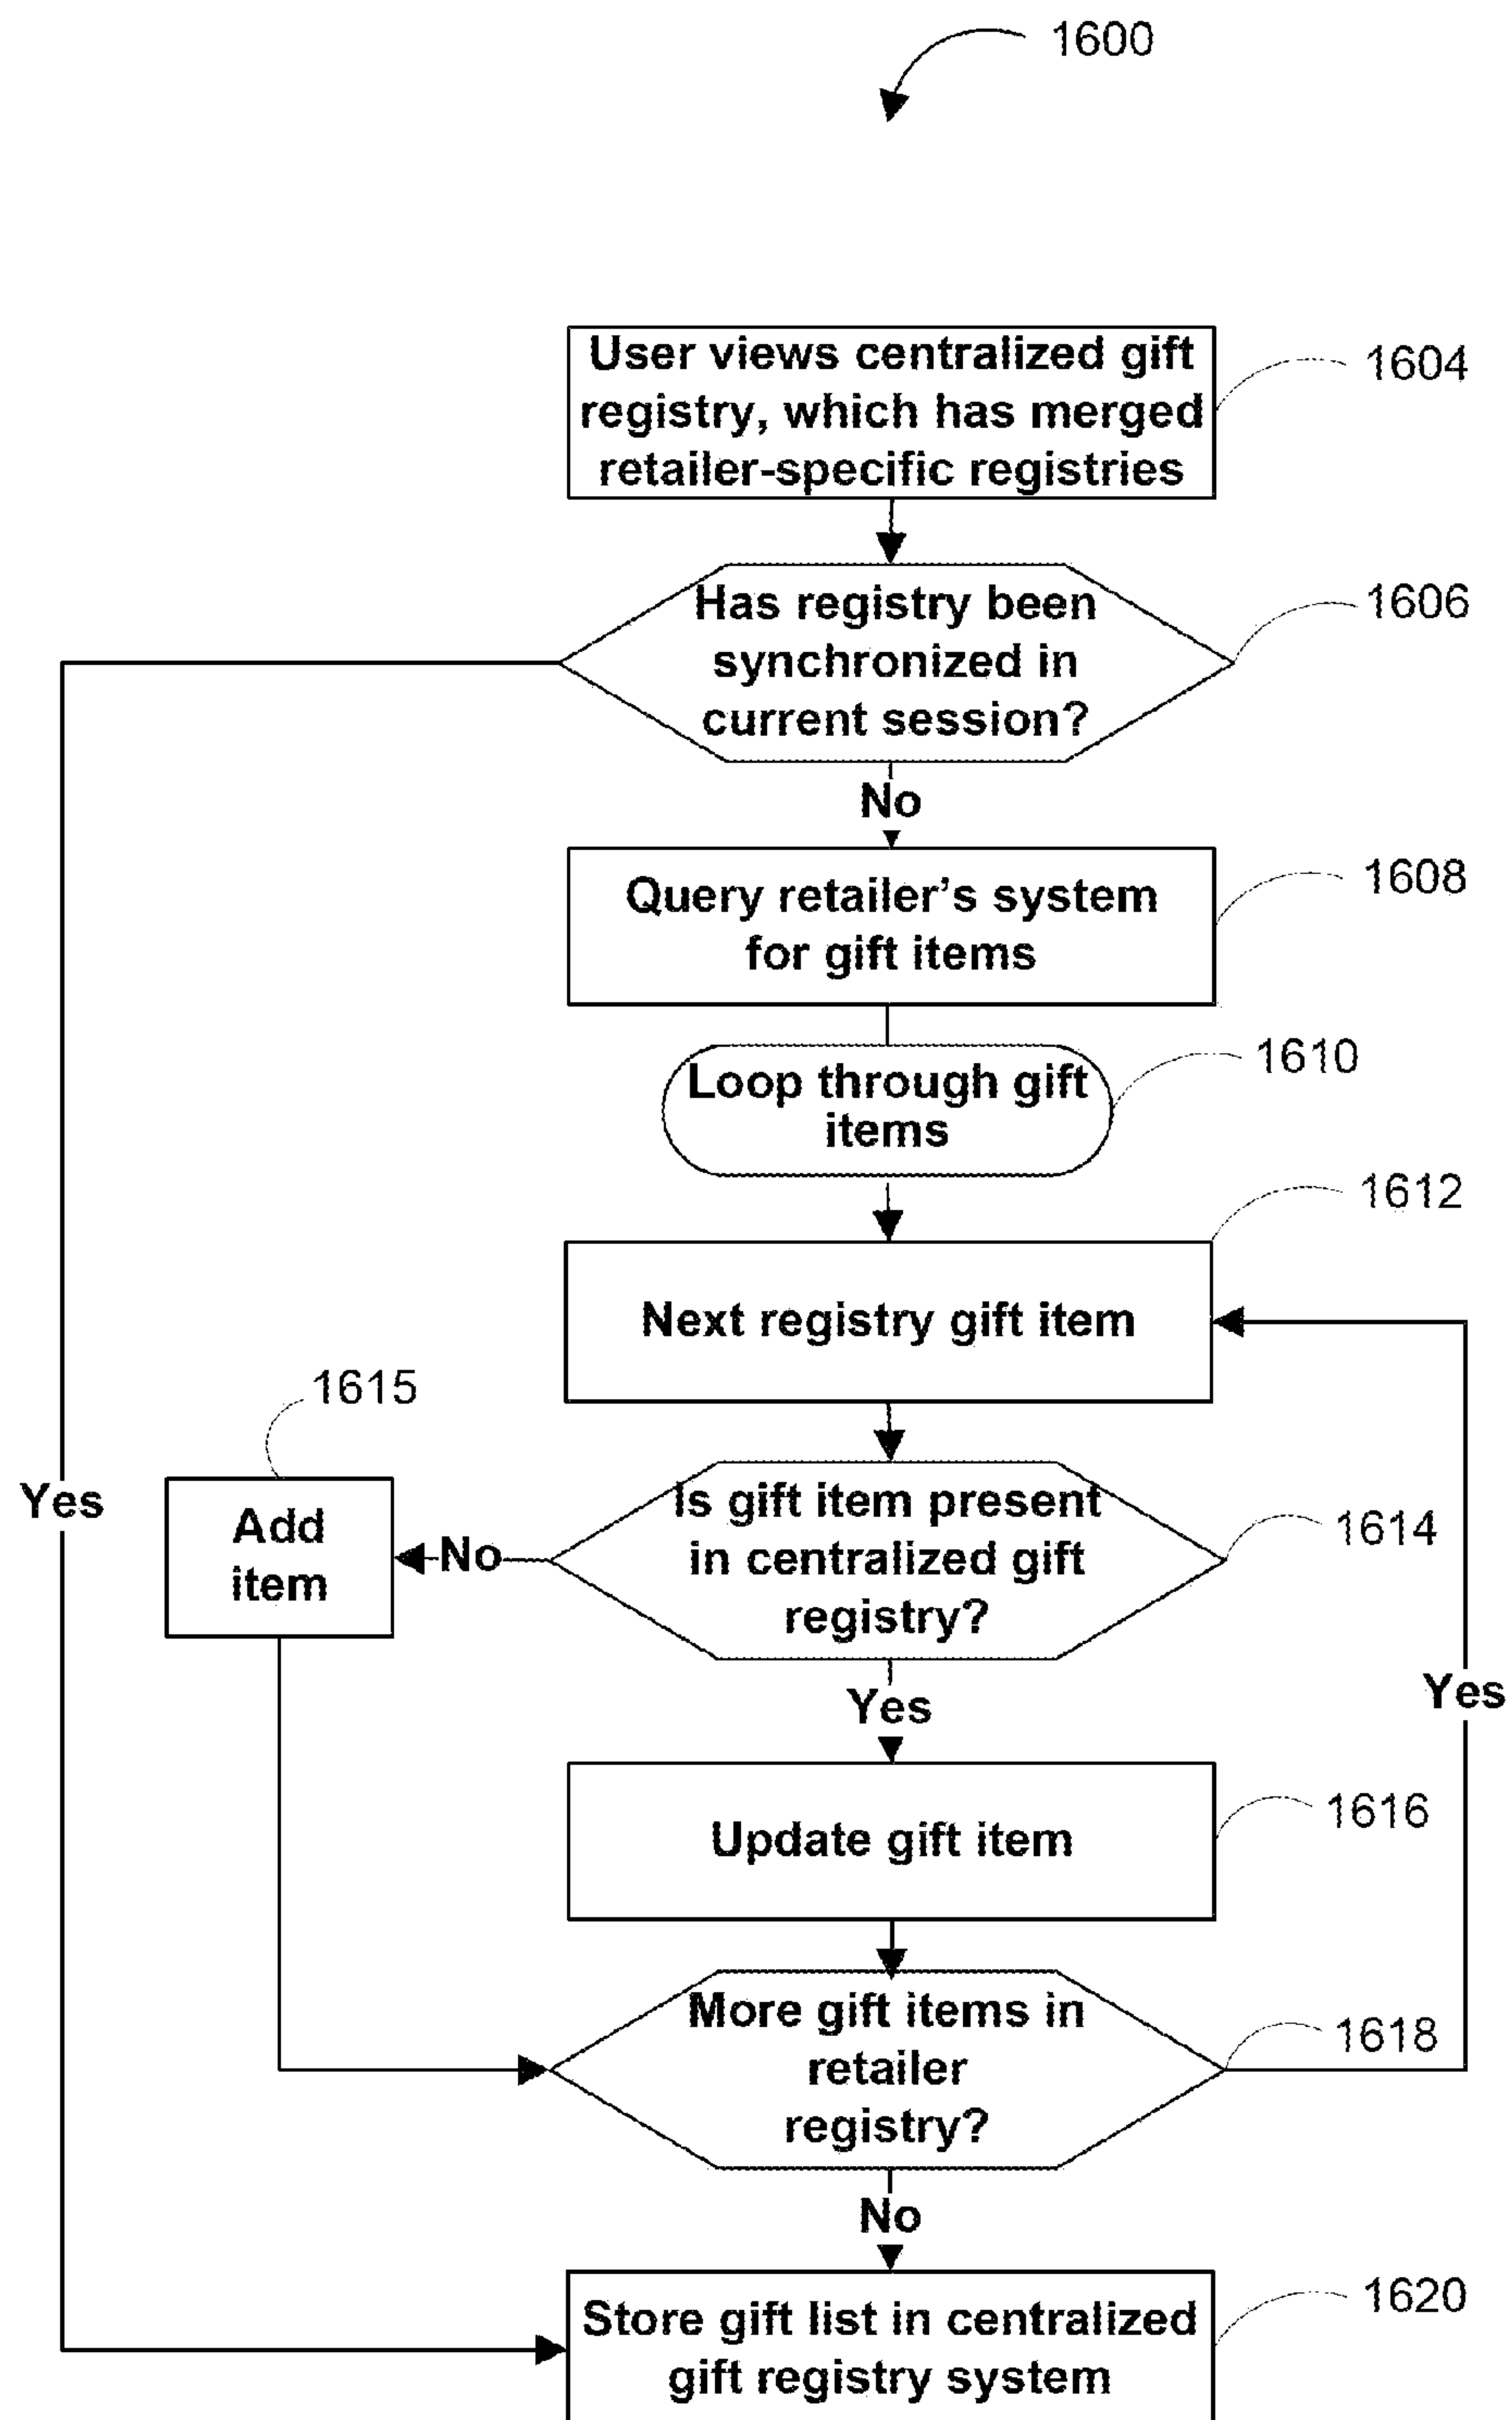 1600
User views centralized gift
registry, which has merged
retailer-specific registries
1604
Has registry been
synchronized in
current session?
1606
No
Query retailer's system
for gift items
1608
Loop through gift
items
1610
1612
Next registry gift item
1615
Yes
Add
item
No
Is gift item present
in centralized gift
registry?
1614
Yes
Yes
Update gift item
1616
More gift items in
retailer
registry?
1618
No
Store gift list in centralized
gift registry system
1620